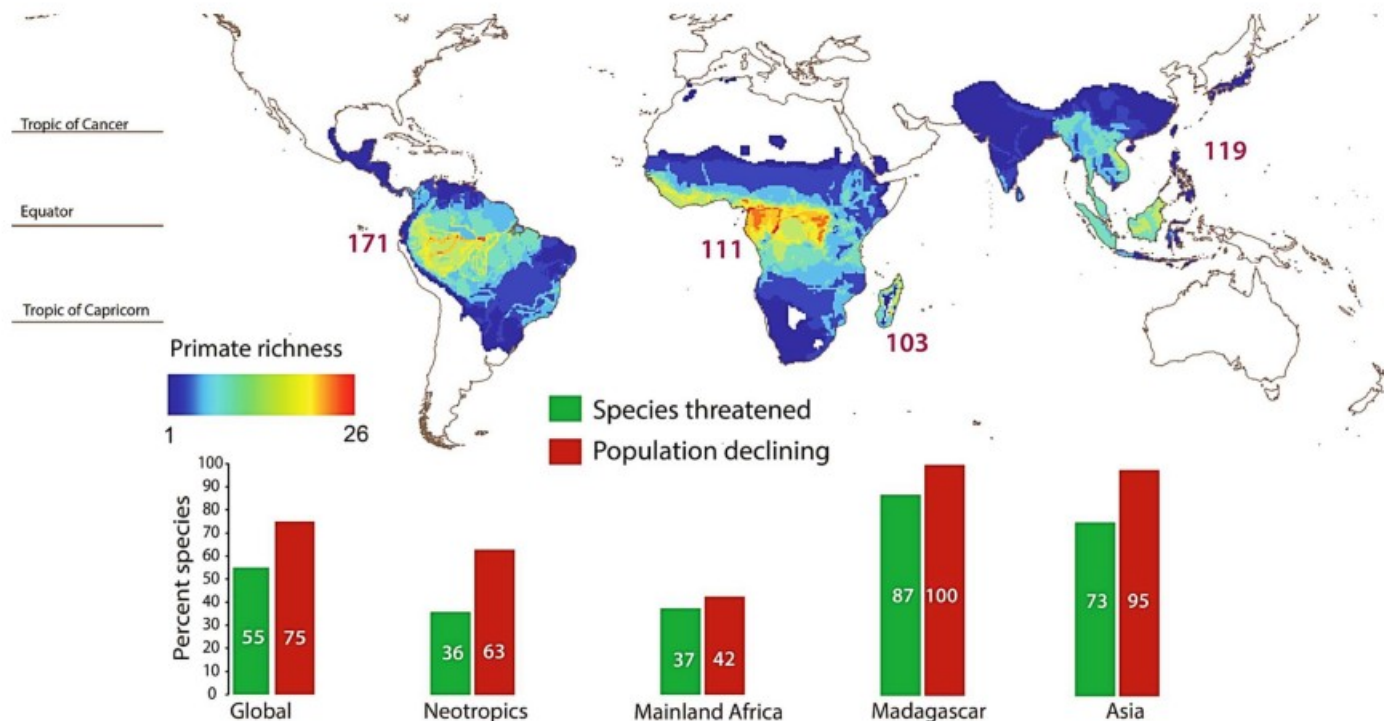 Tropic of Cancer
119
Equator
171
111
Tropic of Capricorn
103
Primate richness
1 26
Species threatened
Population declining
Percent species
100
90
80
70
60
50
40
30
20
10
0
55 75
36 63
37 42
87 100
73 95
Global Neotropics Mainland Africa Madagascar Asia